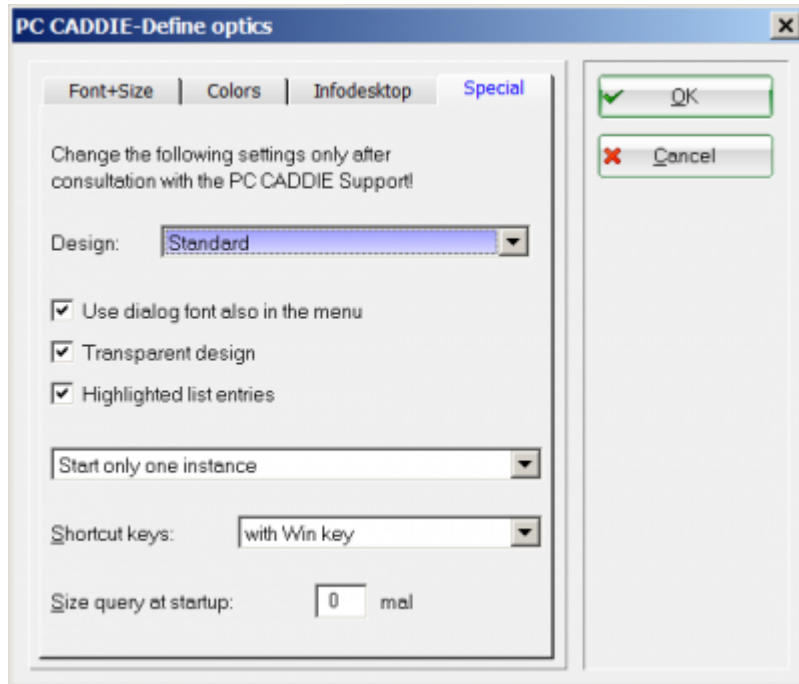 PC CADDIE-Define optics
Font+Size Colors Infodesktop Special
OK
Cancel
Change the following settings only after
consultation with the PC CADDIE Support!
Design: Standard
Use dialog font also in the menu
Transparent design
Highlighted list entries
Start only one instance
Shortcut keys: with Win key
Size query at startup: 0 mal